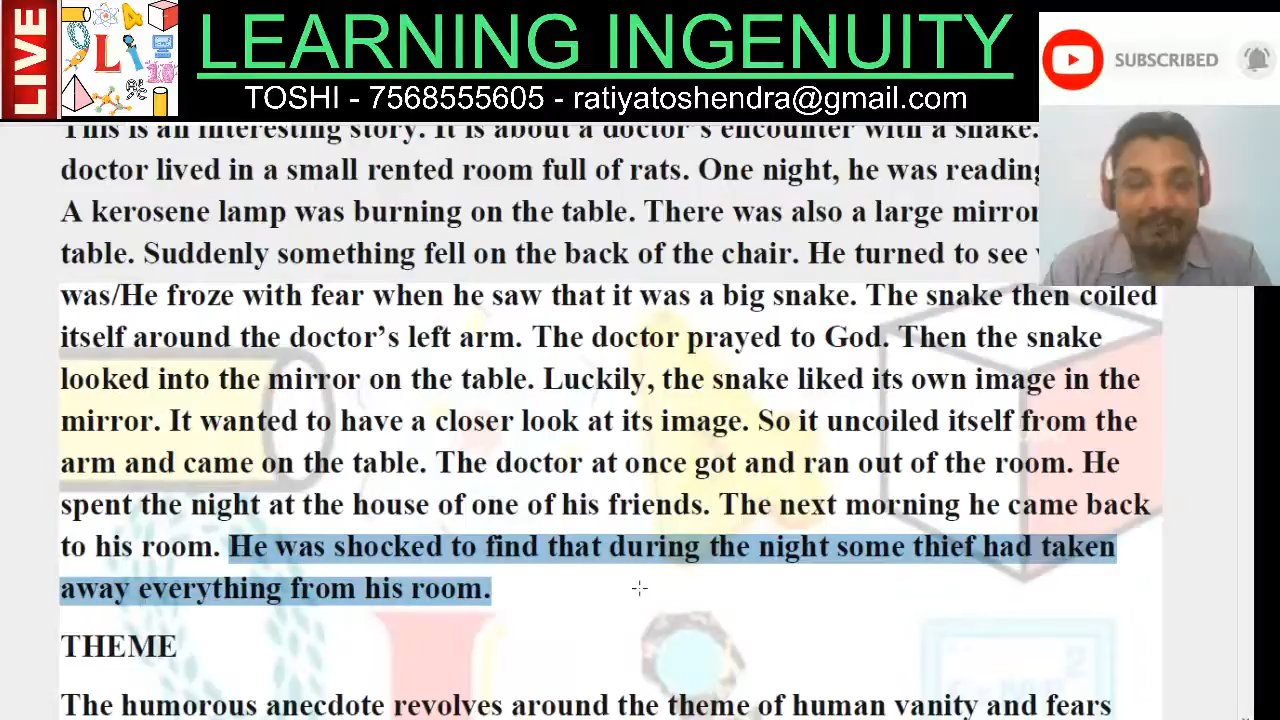 LIVE
LEARNING INGENUITY
TOSHI - 7568555605 - ratiyatoshendra@gmail.com
SUBSCRIBED
This is an interesting story. It is about a doctor's encounter with a snake.
doctor lived in a small rented room full of rats. One night, he was reading
A kerosene lamp was burning on the table. There was also a large mirror
table. Suddenly something fell on the back of the chair. He turned to see
was/He froze with fear when he saw that it was a big snake. The snake then coiled
itself around the doctor’s left arm. The doctor prayed to God. Then the snake
looked into the mirror on the table. Luckily, the snake liked its own image in the
mirror. It wanted to have a closer look at its image. So it uncoiled itself from the
arm and came on the table. The doctor at once got and ran out of the room. He
spent the night at the house of one of his friends. The next morning he came back
to his room. He was shocked to find that during the night some thief had taken
away everything from his room.
THEME
The humorous anecdote revolves around the theme of human vanity and fears